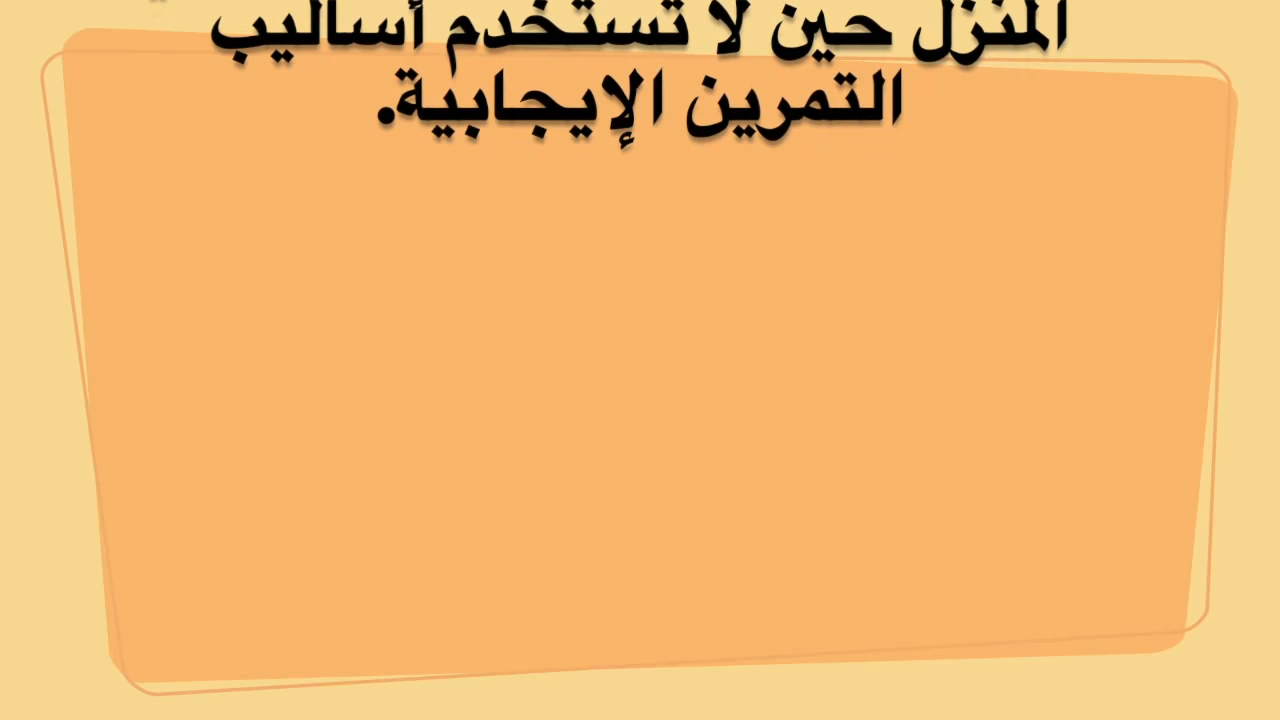 المنزل حين لا تستخدم أساليب
التمرين الإيجابية.